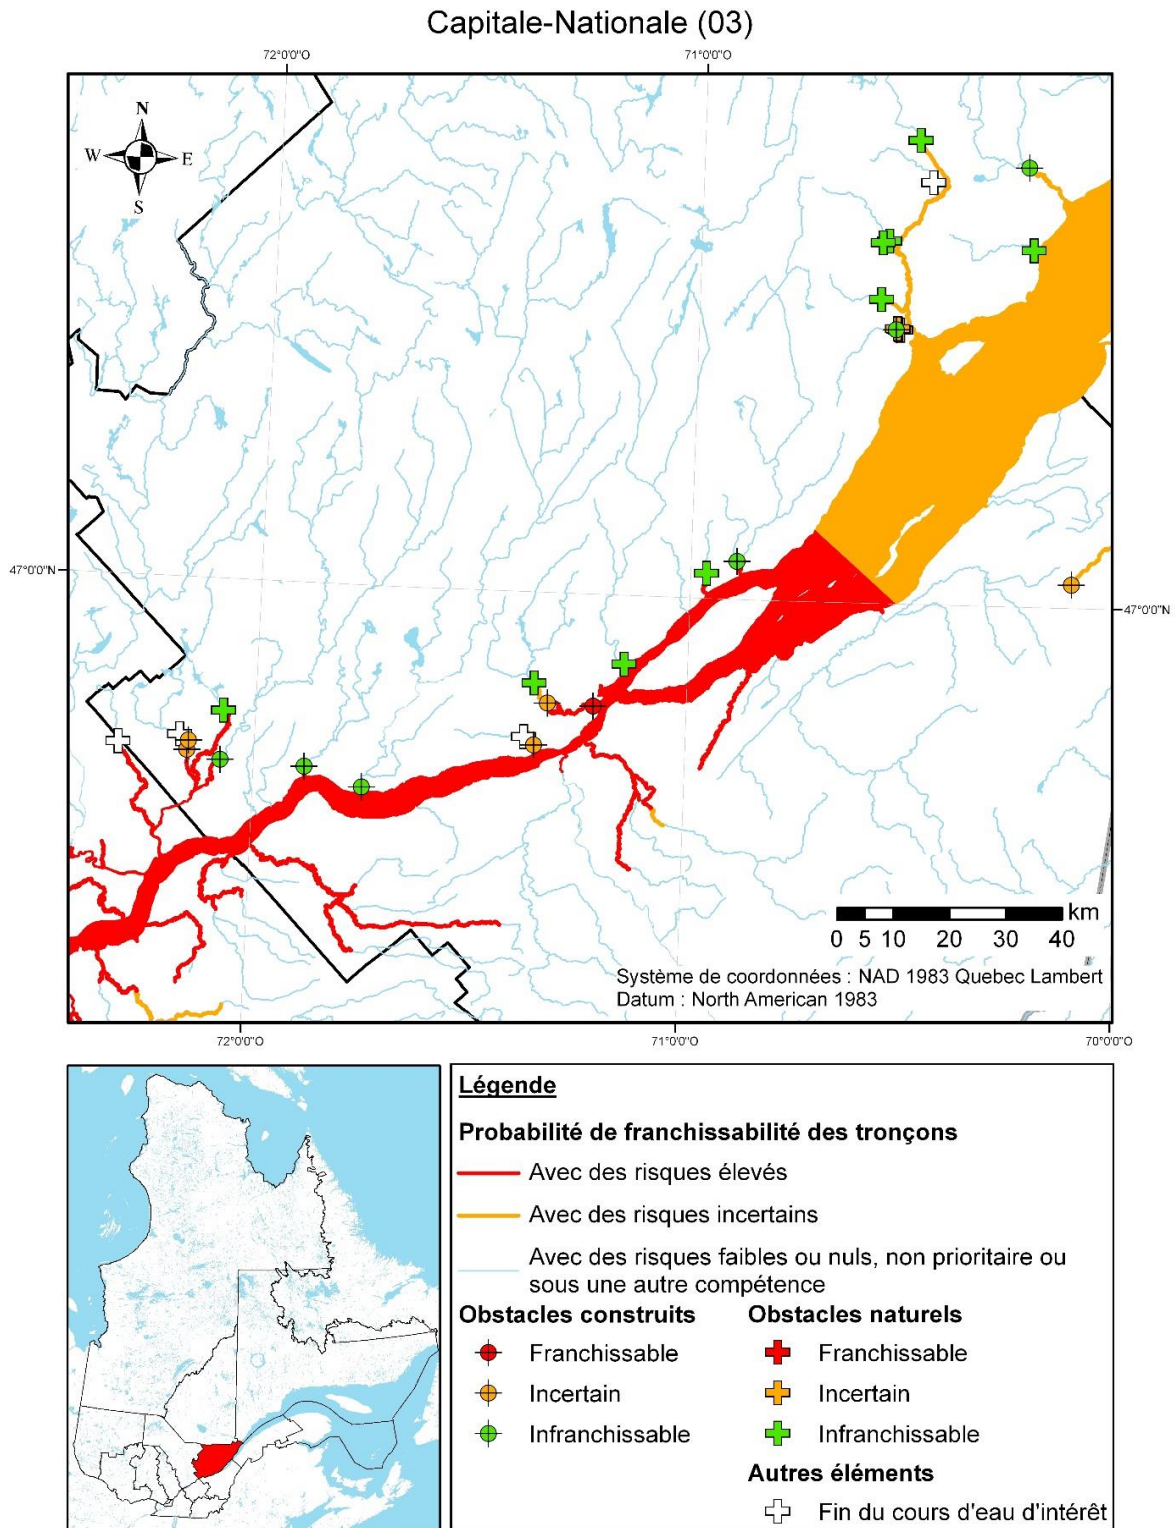 Capitale-Nationale (03)
72°0'0"O
71°0'0"O
N
W
E
S
47°0'0"N
47°0'0"N
km
0 5 10 20 30 40
Système de coordonnées : NAD 1983 Quebec Lambert
Datum : North American 1983
72°0'0"O
71°0'0"O
70°0'0"O
Légende
Probabilité de franchissabilité des tronçons
Avec des risques élevés
Avec des risques incertains
Avec des risques faibles ou nuls, non prioritaire ou
sous une autre compétence
Obstacles construits
Franchissable
Incertain
Infranchissable
Obstacles naturels
Franchissable
Incertain
Infranchissable
Autres éléments
Fin du cours d'eau d'intérêt